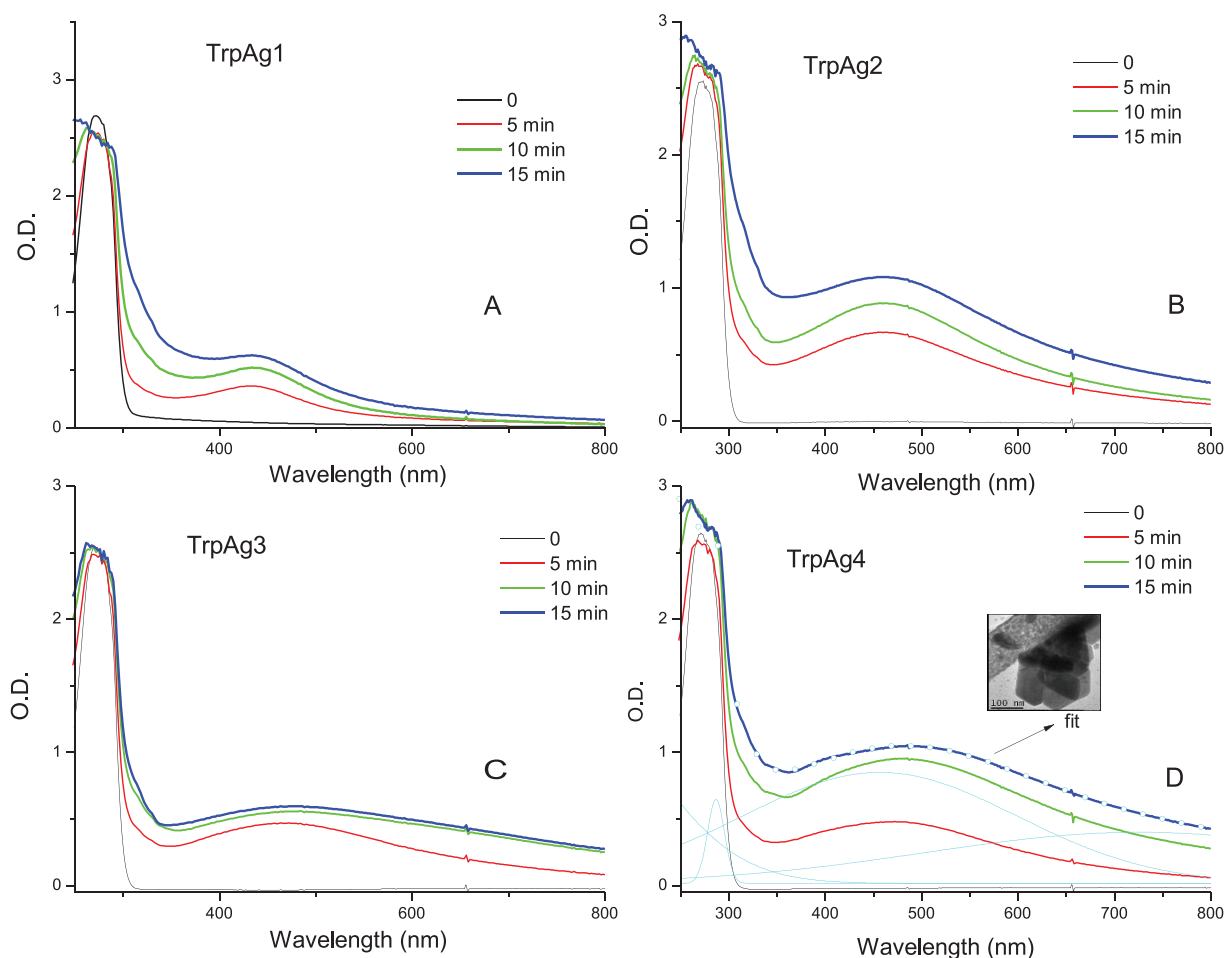 TrpAg1
0
5 min
10 min
15 min
A
O.D.
3
2
1
0
400
600
800
Wavelength (nm)
TrpAg2
0
5 min
10 min
15 min
B
O.D.
3
2
1
0
300
400
500
600
700
800
Wavelength (nm)
TrpAg3
0
5 min
10 min
15 min
C
O.D.
3
2
1
0
400
600
800
Wavelength (nm)
TrpAg4
0
5 min
10 min
15 min
100 nm
fit
D
O.D.
3
2
1
0
300
400
500
600
700
800
Wavelength (nm)